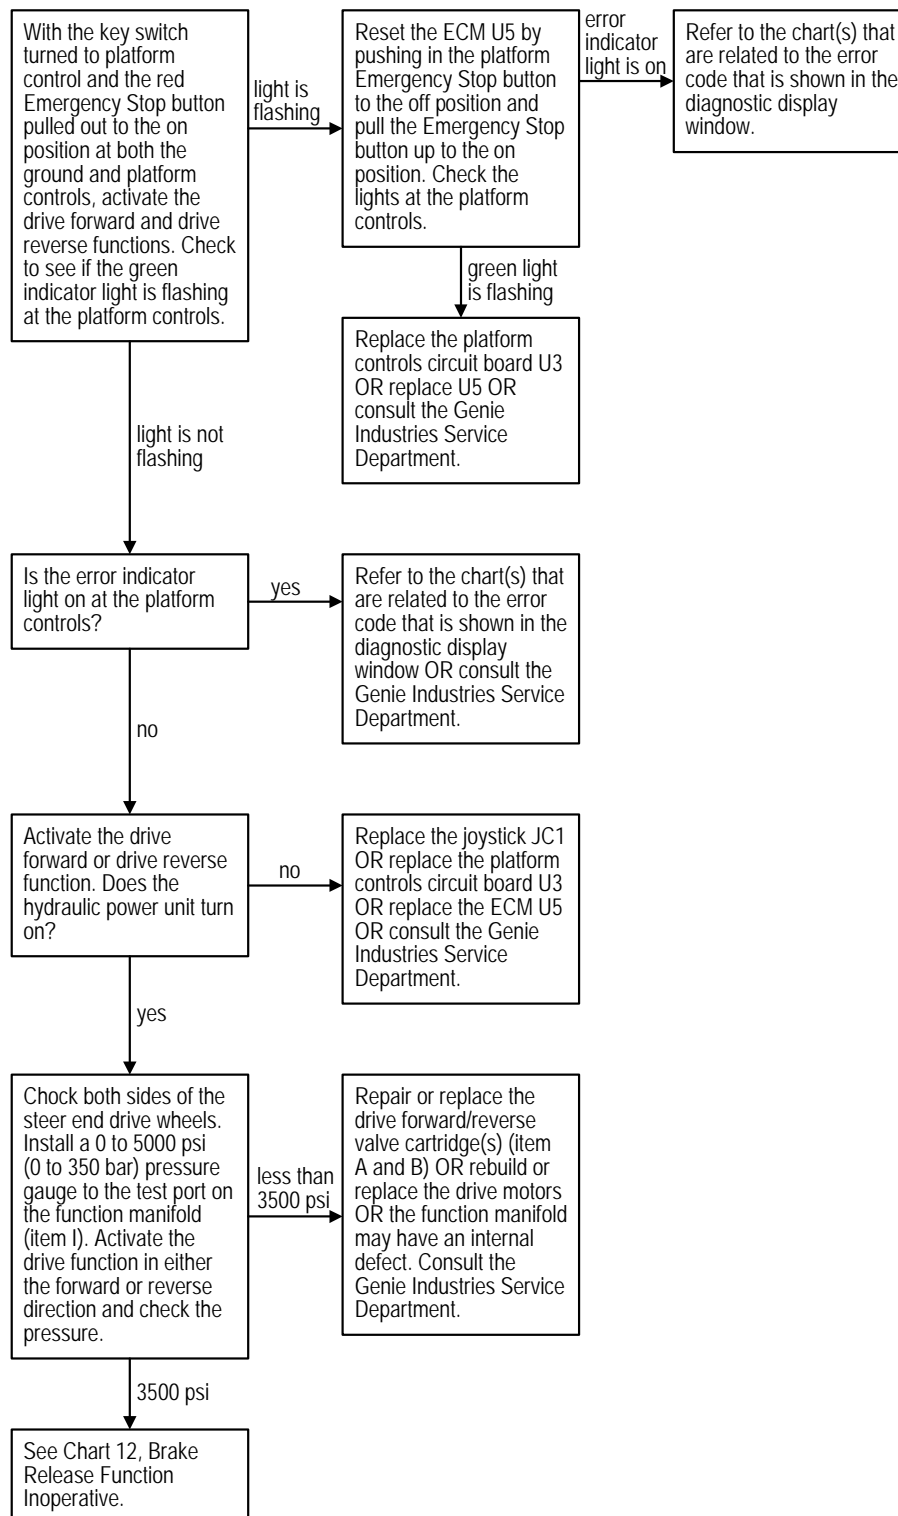 With the key switch
turned to platform
control and the red
Emergency Stop button
pulled out to the on
position at both the
ground and platform
controls, activate the
drive forward and drive
reverse functions. Check
to see if the green
indicator light is flashing
at the platform controls.
light is
flashing
Reset the ECM U5 by
pushing in the platform
Emergency Stop button
to the off position and
pull the Emergency Stop
button up to the on
position. Check the
lights at the platform
controls.
error
indicator
light is on
Refer to the chart(s) that
are related to the error
code that is shown in the
diagnostic display
window.
green light
is flashing
Replace the platform
controls circuit board U3
OR replace U5 OR
consult the Genie
Industries Service
Department.
light is not
flashing
Is the error indicator
light on at the platform
controls?
yes
Refer to the chart(s) that
are related to the error
code that is shown in the
diagnostic display
window OR consult the
Genie Industries Service
Department.
no
Activate the drive
forward or drive reverse
function. Does the
hydraulic power unit turn
on?
no
Replace the joystick JC1
OR replace the platform
controls circuit board U3
OR replace the ECM U5
OR consult the Genie
Industries Service
Department.
yes
Chock both sides of the
steer end drive wheels.
Install a 0 to 5000 psi
(0 to 350 bar) pressure
gauge to the test port on
the function manifold
(item I). Activate the
drive function in either
the forward or reverse
direction and check the
pressure.
less than
3500 psi
Repair or replace the
drive forward/reverse
valve cartridge(s) (item
A and B) OR rebuild or
replace the drive motors
OR the function manifold
may have an internal
defect. Consult the
Genie Industries Service
Department.
3500 psi
See Chart 12, Brake
Release Function
Inoperative.